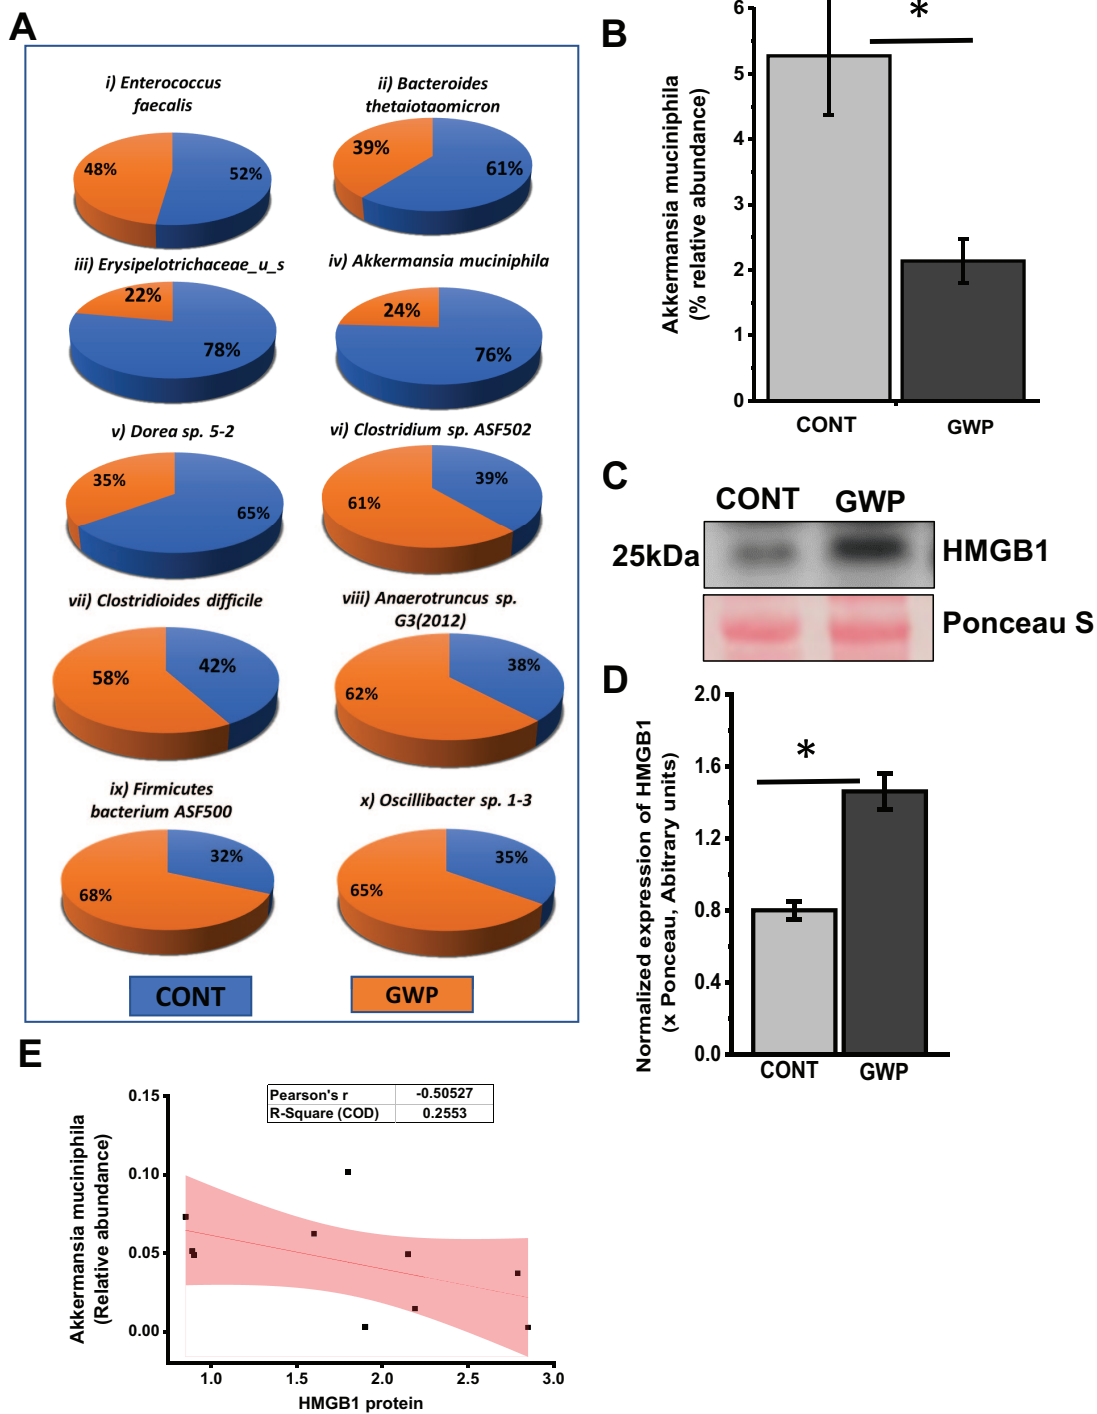 A
i) Enterococcus
faecalis
48%
52%
ii) Bacteroides
thetaiotaomicron
39%
61%
iii) Erysipelotrichaceae_u_s
22%
78%
iv) Akkermansia muciniphila
24%
76%
v) Dorea sp. 5-2
35%
65%
vi) Clostridium sp. ASF502
39%
61%
vii) Clostridioides difficile
58%
42%
viii) Anaerotruncus sp.
G3(2012)
38%
62%
ix) Firmicutes
bacterium ASF500
32%
68%
x) Oscillibacter sp. 1-3
35%
65%
CONT
GWP
B
Akkermansia muciniphila
(% relative abundance)
6
5
4
3
2
1
0
*
CONT
GWP
C
CONT
GWP
25kDa
HMGB1
Ponceau S
D
Normalized expression of HMGB1
(x Ponceau, Abitrary units)
2.0
1.6
1.2
0.8
0.4
0.0
*
CONT
GWP
E
Akkermansia muciniphila
(Relative abundance)
0.15
0.10
0.05
0.00
Pearson's r -0.50527
R-Square (COD) 0.2553
1.0 1.5 2.0 2.5 3.0
HMGB1 protein